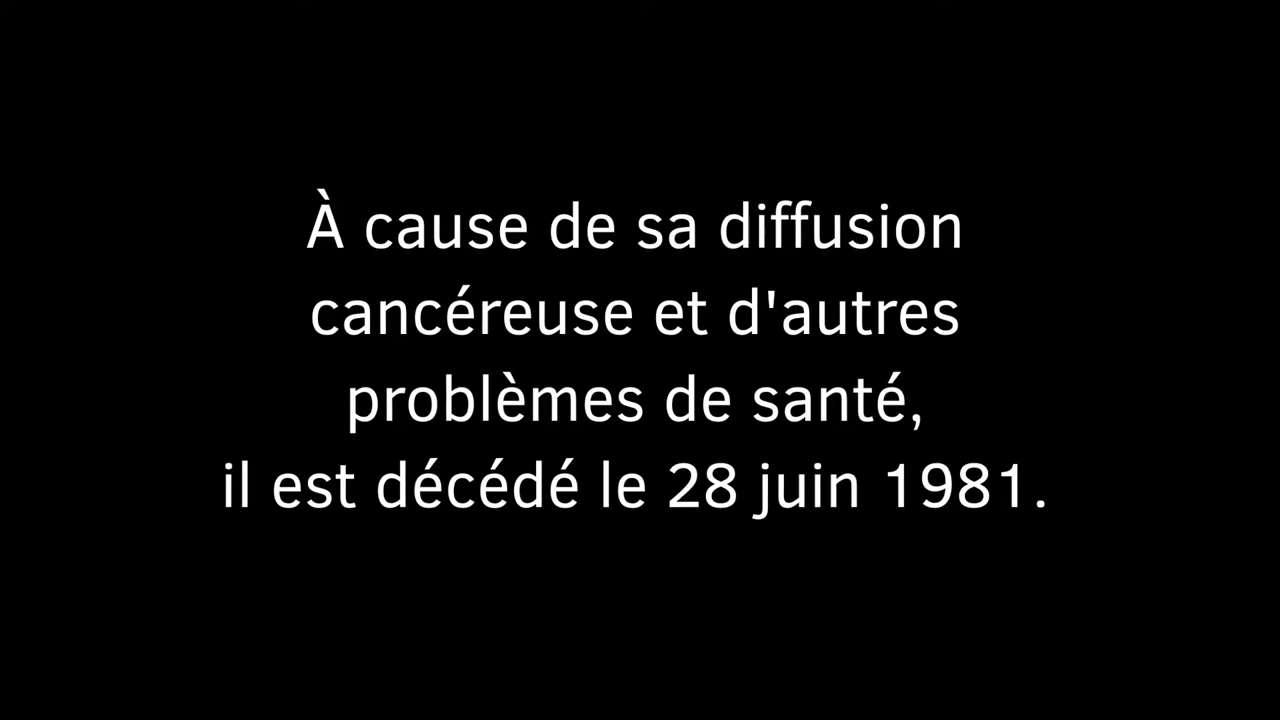 À cause de sa diffusion
cancéreuse et d'autres
problèmes de santé,
il est décédé le 28 juin 1981.